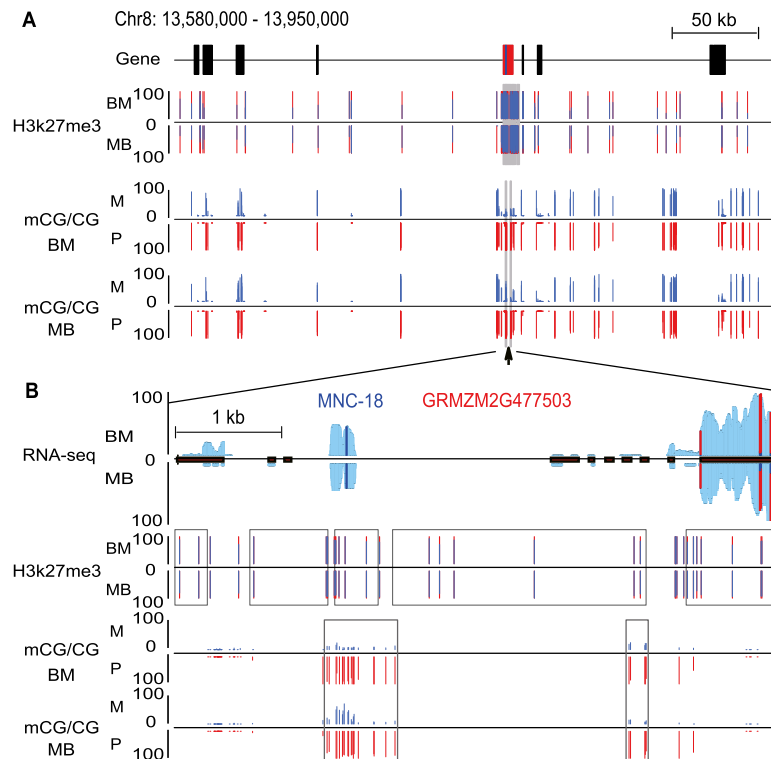 A
Chr8: 13,580,000 - 13,950,000
50 kb
Gene
H3k27me3
BM
100
0
MB
100
mCG/CG
BM
M
100
0
P
100
mCG/CG
MB
M
100
0
P
100
B
1 kb
MNC-18
GRMZM2G477503
RNA-seq
100
BM
0
MB
100
H3k27me3
100
BM
0
MB
100
mCG/CG
BM
100
M
0
P
100
mCG/CG
MB
100
M
0
P
100